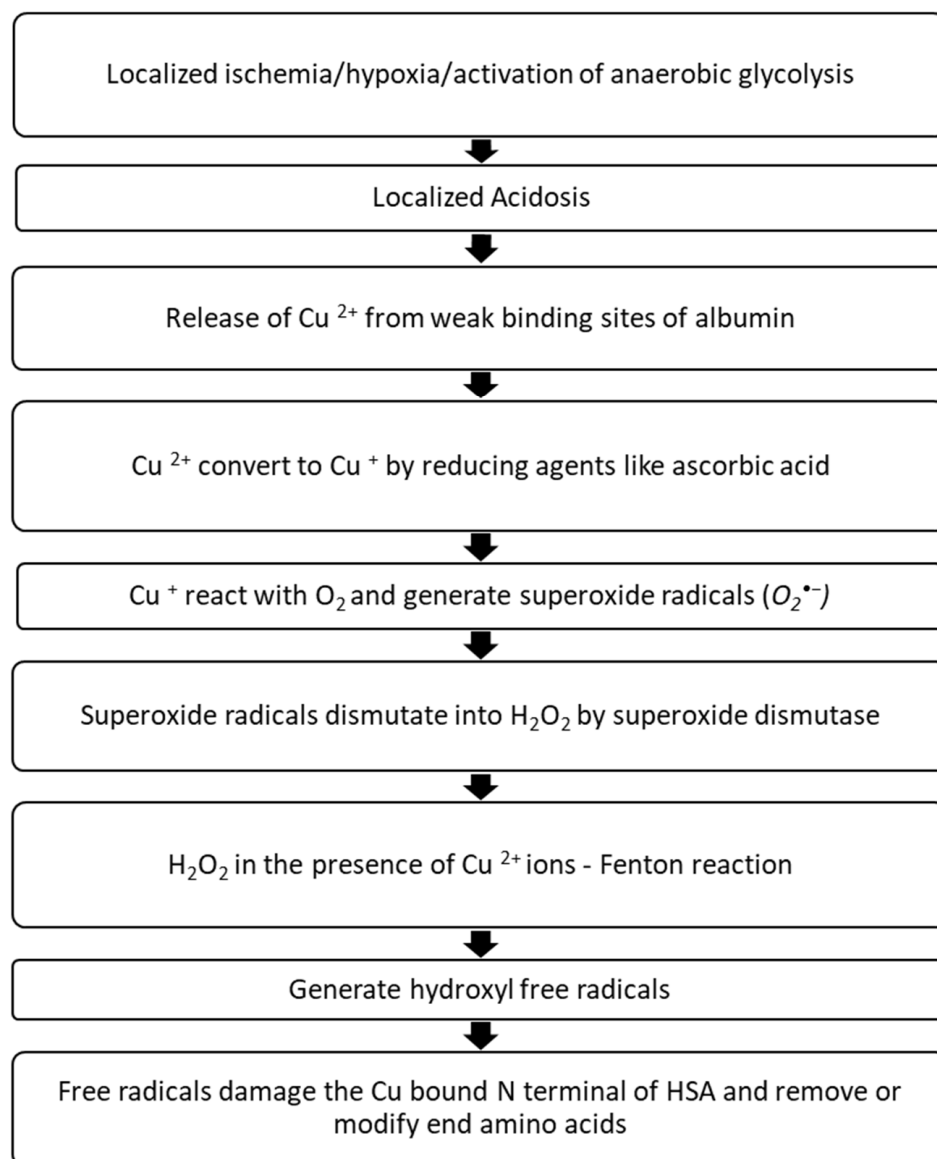 Localized ischemia/hypoxia/activation of anaerobic glycolysis
Localized Acidosis
Release of Cu ²⁺ from weak binding sites of albumin
Cu ²⁺ convert to Cu ⁺ by reducing agents like ascorbic acid
Cu ⁺ react with O₂ and generate superoxide radicals (O₂•⁻)
Superoxide radicals dismutate into H₂O₂ by superoxide dismutase
H₂O₂ in the presence of Cu ²⁺ ions - Fenton reaction
Generate hydroxyl free radicals
Free radicals damage the Cu bound N terminal of HSA and remove or
modify end amino acids